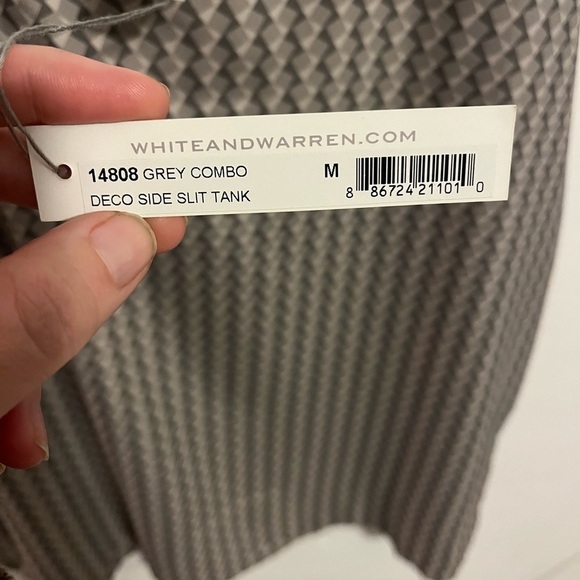 WHITEANDWARREN.COM
14808 GREY COMBO M
DECO SIDE SLIT TANK
8 86724 21101 0